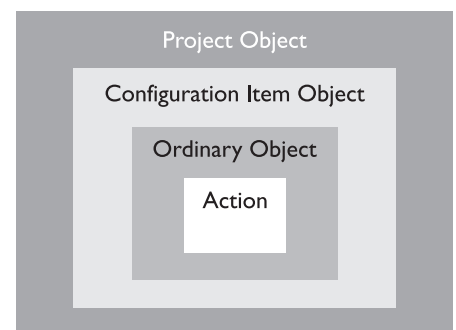 Project Object
Configuration Item Object
Ordinary Object
Action